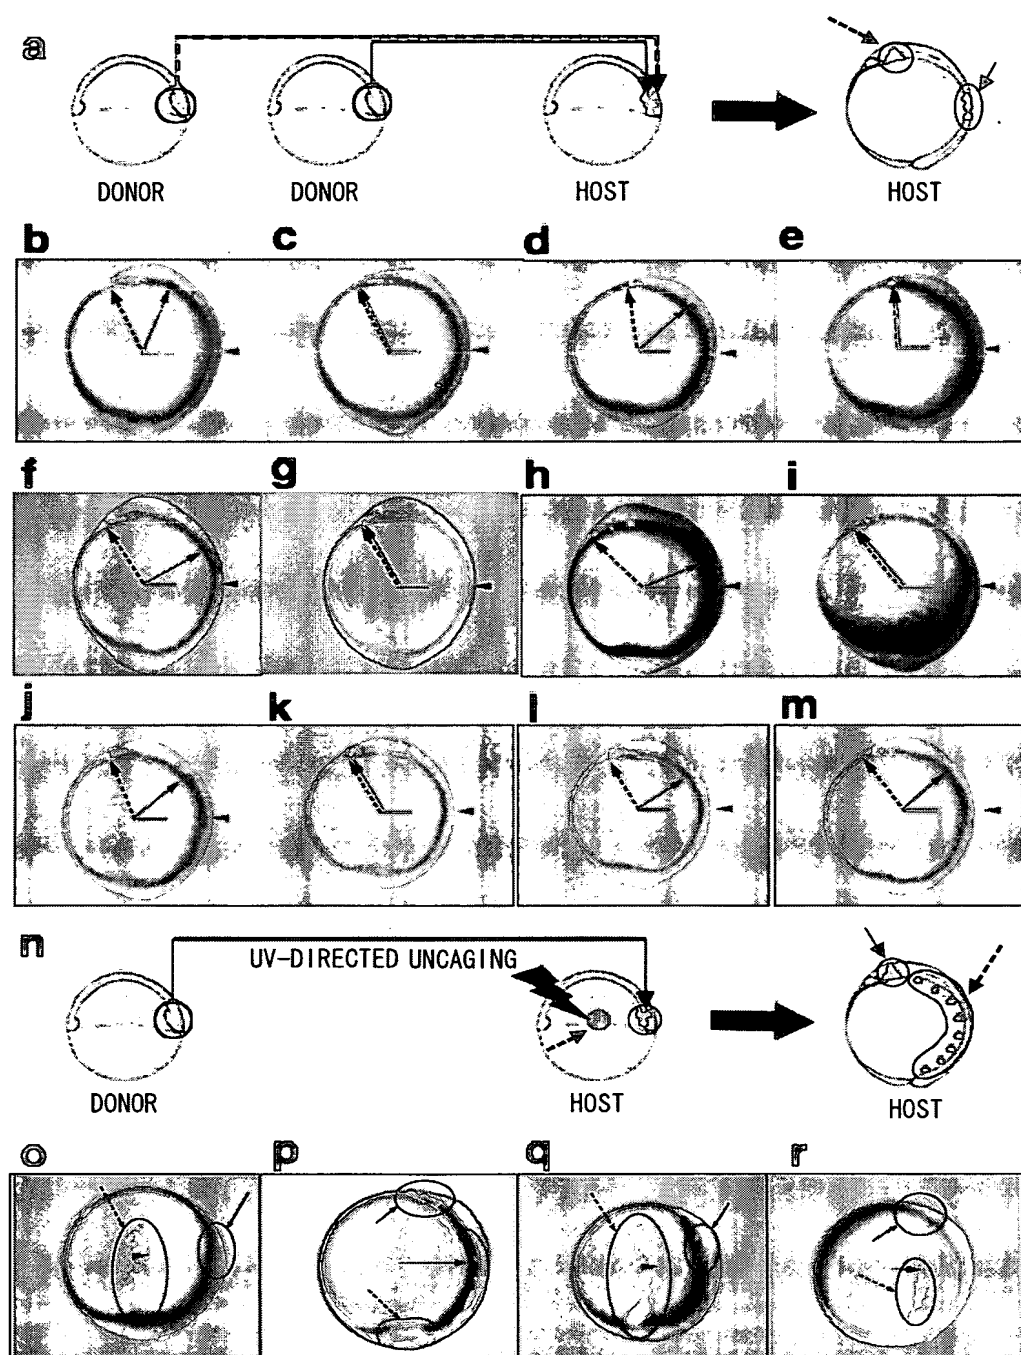 a
DONOR DONOR HOST HOST
b c d e
f g h i
j k l m
n
UV-DIRECTED UNCAGING
DONOR HOST HOST
o p q r